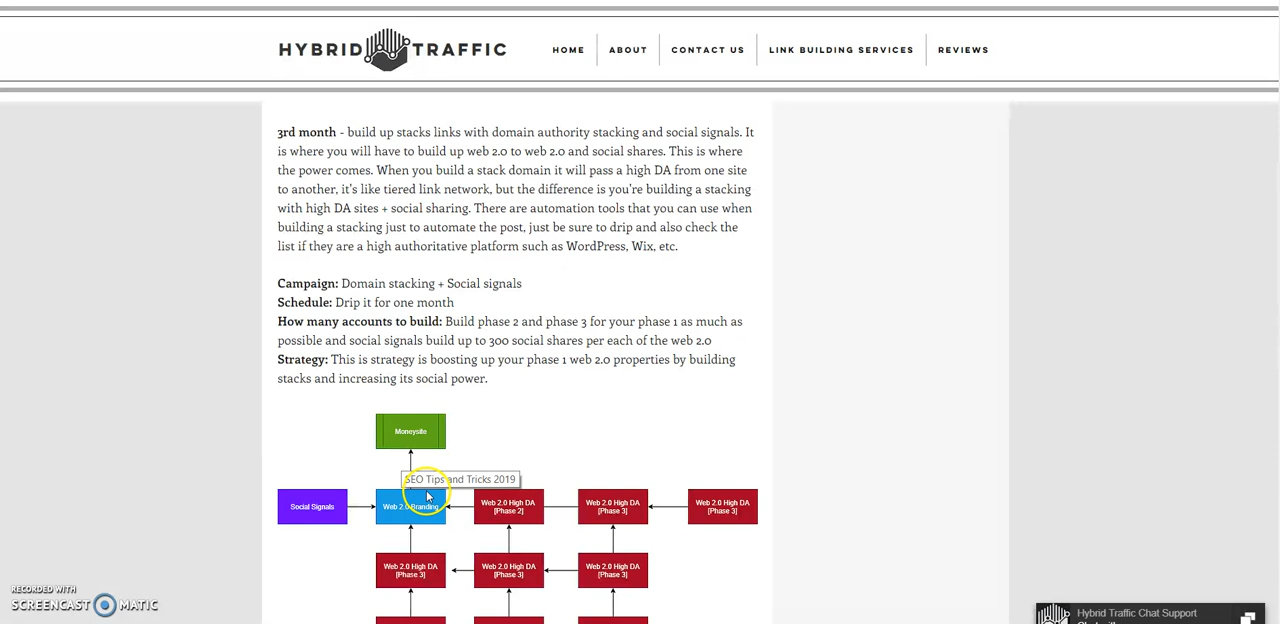 HYBRID TRAFFIC
HOME
ABOUT
CONTACT US
LINK BUILDING SERVICES
REVIEWS
3rd month - build up stacks links with domain authority stacking and social signals. It
is where you will have to build up web 2.0 to web 2.0 and social shares. This is where
the power comes. When you build a stack domain it will pass a high DA from one site
to another, it's like tiered link network, but the difference is you're building a stacking
with high DA sites + social sharing. There are automation tools that you can use when
building a stacking just to automate the post, just be sure to drip and also check the
list if they are a high authoritative platform such as WordPress, Wix, etc.
Campaign: Domain stacking + Social signals
Schedule: Drip it for one month
How many accounts to build: Build phase 2 and phase 3 for your phase 1 as much as
possible and social signals build up to 300 social shares per each of the web 2.0
Strategy: This is strategy is boosting up your phase 1 web 2.0 properties by building
stacks and increasing its social power.
Moneysite
SEO Tips and Tricks 2019
Social Signals
Web 2.0 Branding
Web 2.0 High DA
[Phase 2]
Web 2.0 High DA
[Phase 3]
Web 2.0 High DA
[Phase 3]
Web 2.0 High DA
[Phase 3]
Web 2.0 High DA
[Phase 3]
Web 2.0 High DA
[Phase 3]
RECORDED WITH
SCREENCAST MATIC
Hybrid Traffic Chat Support